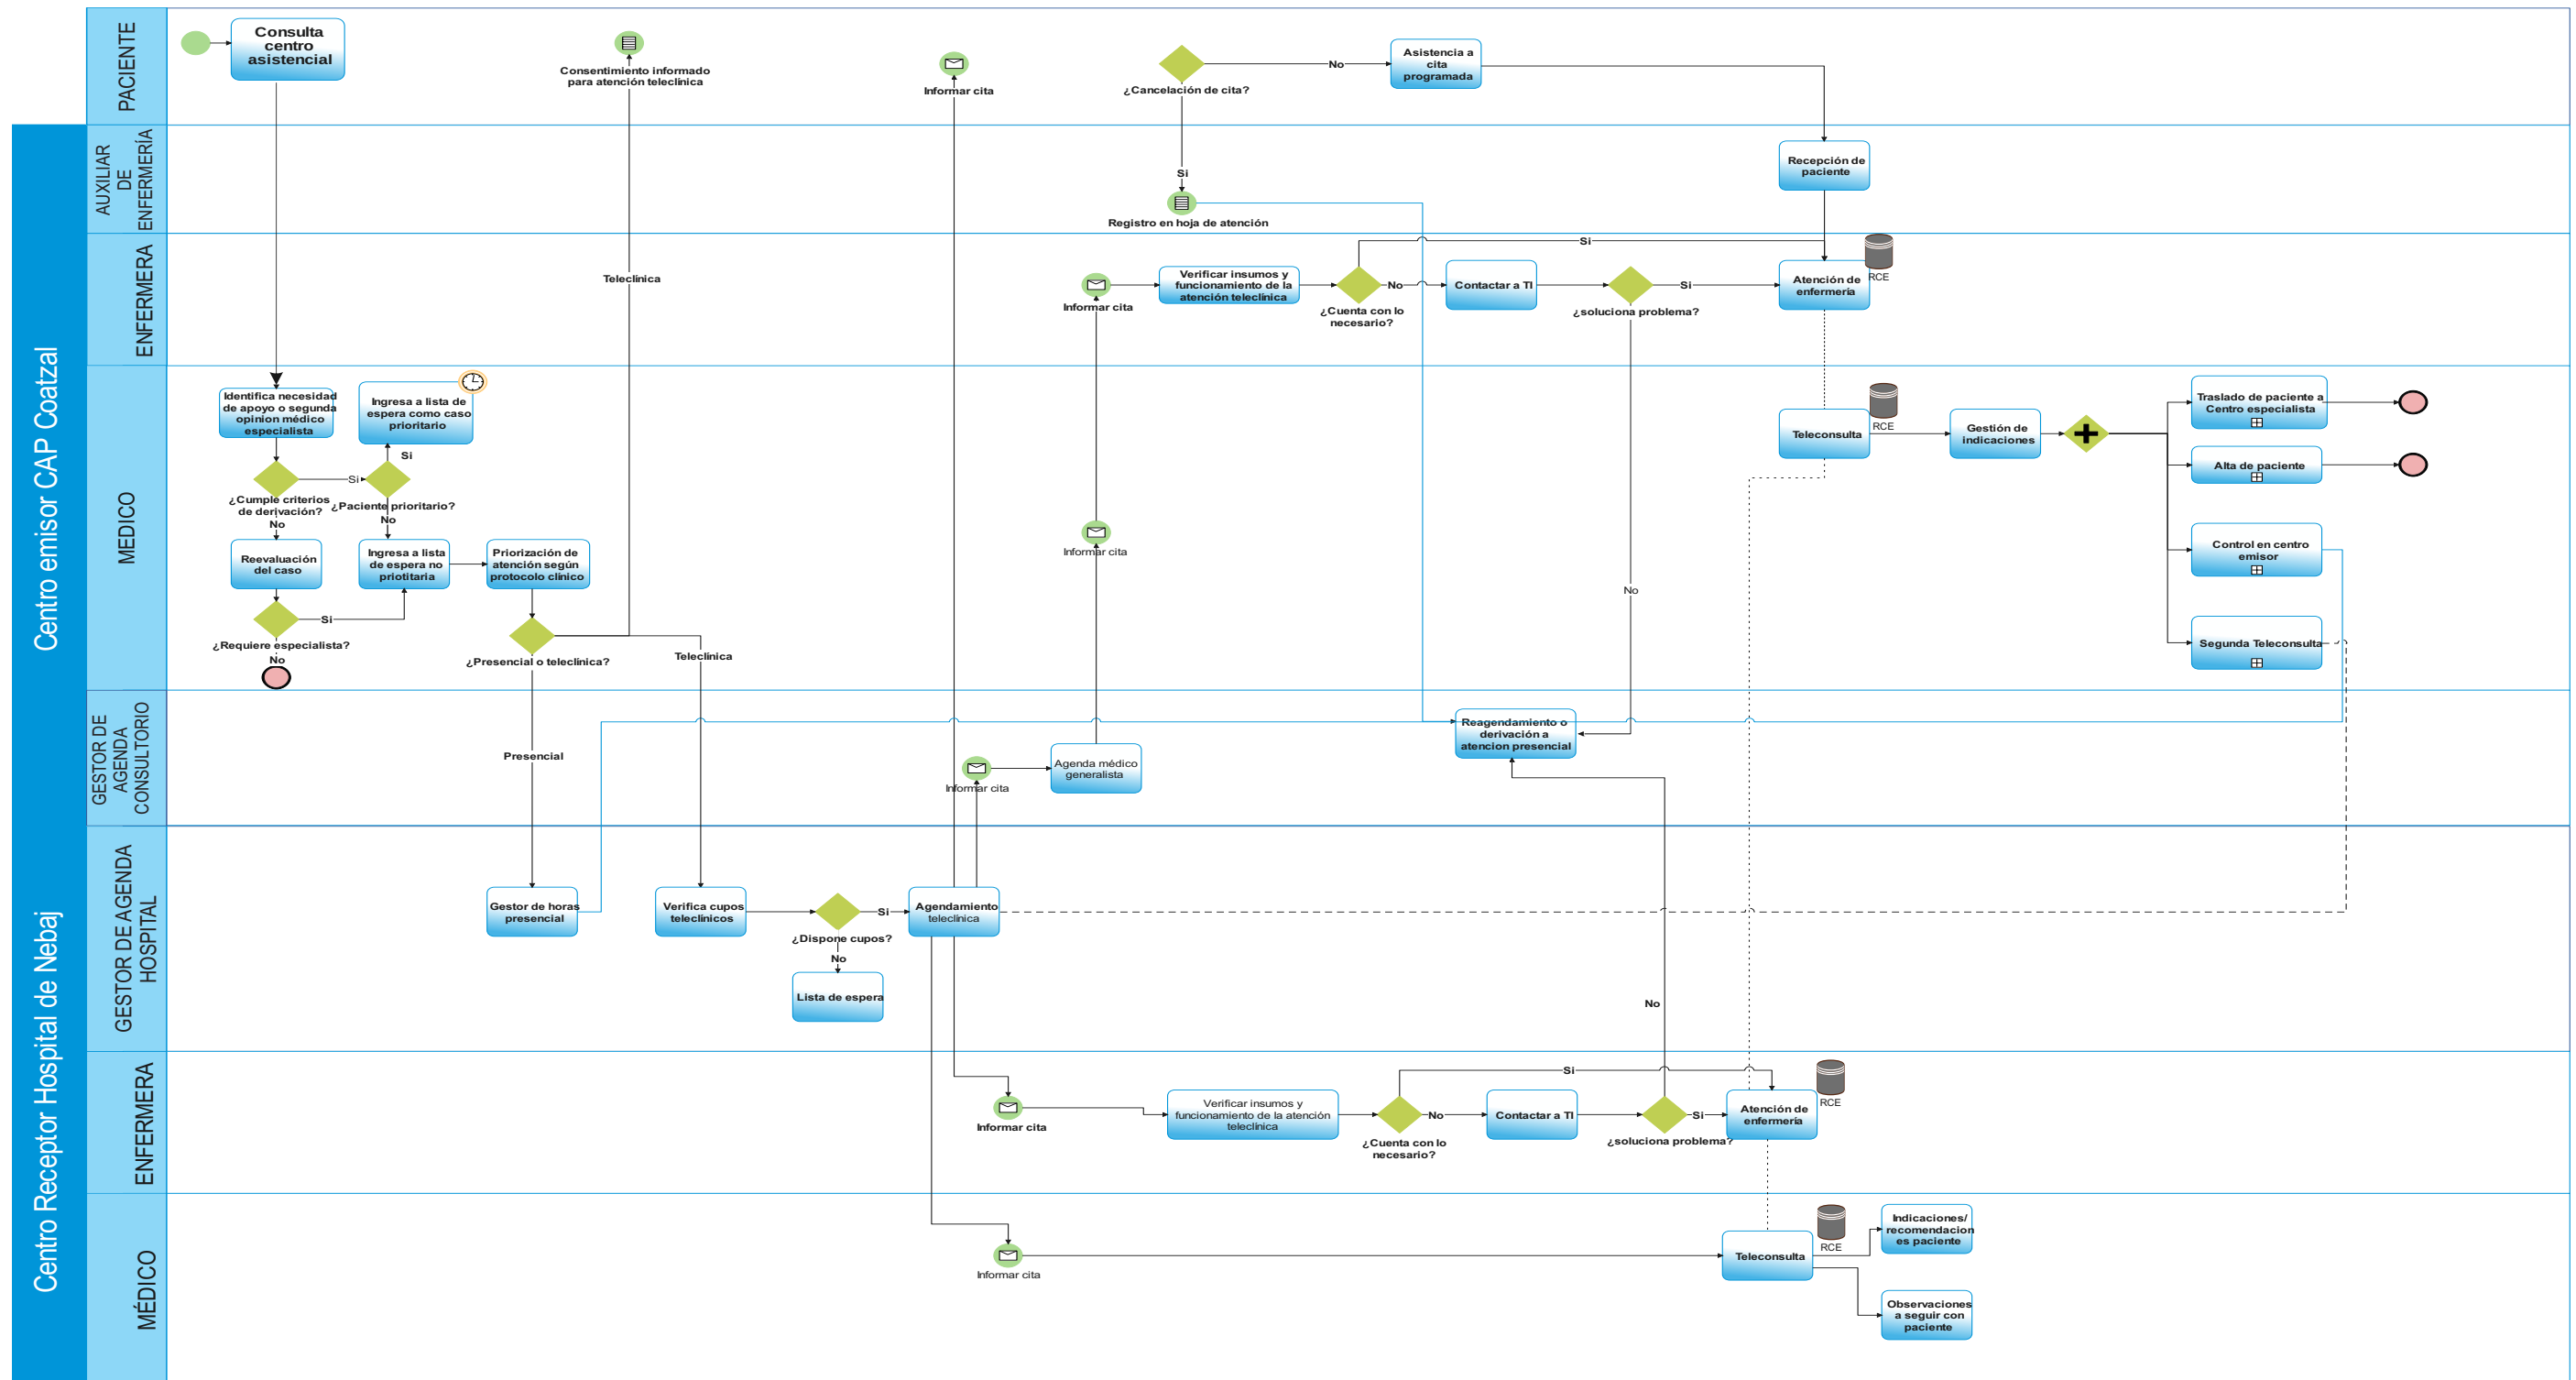 Centro emisor CAP Coatzal
Centro Receptor Hospital de Nebaj
PACIENTE
Consulta
centro
asistencial
Consentimiento informado
para atención teleclínica
Informar cita
¿Cancelación de cita?
No
Asistencia a
cita
programada
AUXILIAR
DE
ENFERMERÍA
Si
Registro en hoja de atención
Recepción de
paciente
ENFERMERA
Teleclínica
Informar cita
Verificar insumos y
funcionamiento de la
atención teleclínica
Si
¿Cuenta con lo
necesario?
No
Contactar a TI
¿soluciona problema?
Si
Atención de
enfermería
RCE
MEDICO
Identifica necesidad
de apoyo o segunda
opinion médico
especialista
Ingresa a lista de
espera como caso
prioritario
Si
Si
¿Cumple criterios
de derivación?
No
¿Paciente prioritario?
No
Reevaluación
del caso
Ingresa a lista
de espera no
priotitaria
Priorización de
atención según
protocolo clínico
¿Requiere especialista?
Si
No
¿Presencial o teleclínica?
Teleclínica
Informar cita
No
Teleconsulta
RCE
Gestión de
indicaciones
Traslado de paciente a
Centro especialista
Alta de paciente
Control en centro
emisor
Segunda Teleconsulta
GESTOR DE
AGENDA
CONSULTORIO
Presencial
Informar cita
Agenda médico
generalista
Reagendamiento o
derivación a
atencion presencial
GESTOR DE AGENDA
HOSPITAL
Gestor de horas
presencial
Verifica cupos
teleclínicos
¿Dispone cupos?
Si
No
Lista de espera
Agendamiento
teleclínica
No
ENFERMERA
Informar cita
Verificar insumos y
funcionamiento de la atención
teleclínica
Si
¿Cuenta con lo
necesario?
No
Contactar a TI
¿soluciona problema?
Si
Atención de
enfermería
RCE
MÉDICO
Informar cita
Teleconsulta
RCE
Indicaciones/
recomendacion
es paciente
Observaciones
a seguir con
paciente